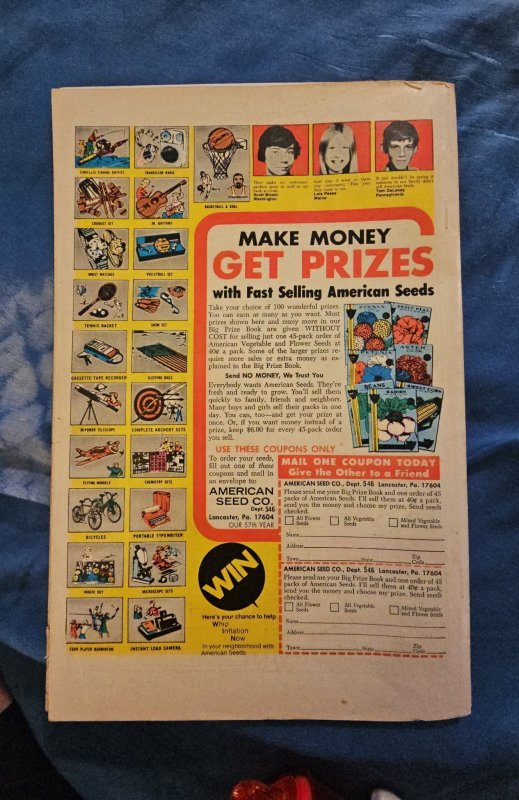 TRANSISTOR RADIO
CROQUET SET
JR. GUITARS
BASKETBALL & GOAL
WRIST WATCHES
VOLLEYBALL SET
TENNIS RACKET
SWIM SET
CASSETTE TAPE RECORDER
SLEEPING BAGS
30 POWER TELESCOPE
COMPLETE ARCHERY SETS
FLYING MODELS
CHEMISTRY SETS
BICYCLES
PORTABLE TYPEWRITER
MAGIC SET
MICROSCOPE SETS
FOUR PLAYER BADMINTON
INSTANT LOAD CAMERA
Scott Bloom
Washington
Lois Pease
Maine
Tom DeLaney
Pennsylvania
MAKE MONEY
GET PRIZES
with Fast Selling American Seeds
Take your choice of 100 wonderful prizes.
You can earn as many as you want. Most
prizes shown here and many more in our
Big Prize Book are given WITHOUT
COST for selling just one 45-pack order of
American Vegetable and Flower Seeds at
40¢ a pack. Some of the larger prizes re-
quire more sales or extra money as ex-
plained in the Big Prize Book.
Send NO MONEY, We Trust You
Everybody wants American Seeds. They're
fresh and ready to grow. You'll sell them
quickly to family, friends and neighbors.
Many boys and girls sell their packs in one
day. You can, too—and get your prize at
once. Or, if you want money instead of a
prize, keep $6.00 for every 45-pack order
you sell.
ZINNIA
SWEET PEAS
ASTER
BEANS
RADISH
SWEET CORN
USE THESE COUPONS ONLY
To order your seeds,
fill out one of these
coupons and mail in
an envelope to:
AMERICAN
SEED CO.
Dept. 546
Lancaster, Pa. 17604
OUR 57th YEAR
WIN
Here's your chance to help
Whip
Inflation
Now
in your neighborhood with
American Seeds.
MAIL ONE COUPON TODAY
Give the Other to a Friend
AMERICAN SEED CO., Dept. 546 Lancaster, Pa. 17604
Please send me your Big Prize Book and one order of 45
packs of American Seeds. I'll sell them at 40¢ a pack,
send you the money and choose my prize. Send seeds
checked.
All Flower Seeds
All Vegetable Seeds
Mixed Vegetable and Flower Seeds
Name
Address
Town State Zip Code
AMERICAN SEED CO., Dept. 546 Lancaster, Pa. 17604
Please send me your Big Prize Book and one order of 45
packs of American Seeds. I'll sell them at 40¢ a pack,
send you the money and choose my prize. Send seeds
checked.
All Flower Seeds
All Vegetable Seeds
Mixed Vegetable and Flower Seeds
Name
Address
Town State Zip Code